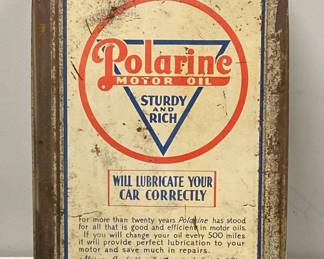 Polarine
MOTOR OIL
STURDY
AND
RICH
WILL LUBRICATE YOUR
CAR CORRECTLY
For more than twenty years Polarine has stood
for all that is good and efficient in motor oils.
If you will change your oil every 500 miles
it will provide perfect lubrication to your
motor and save much in repairs.